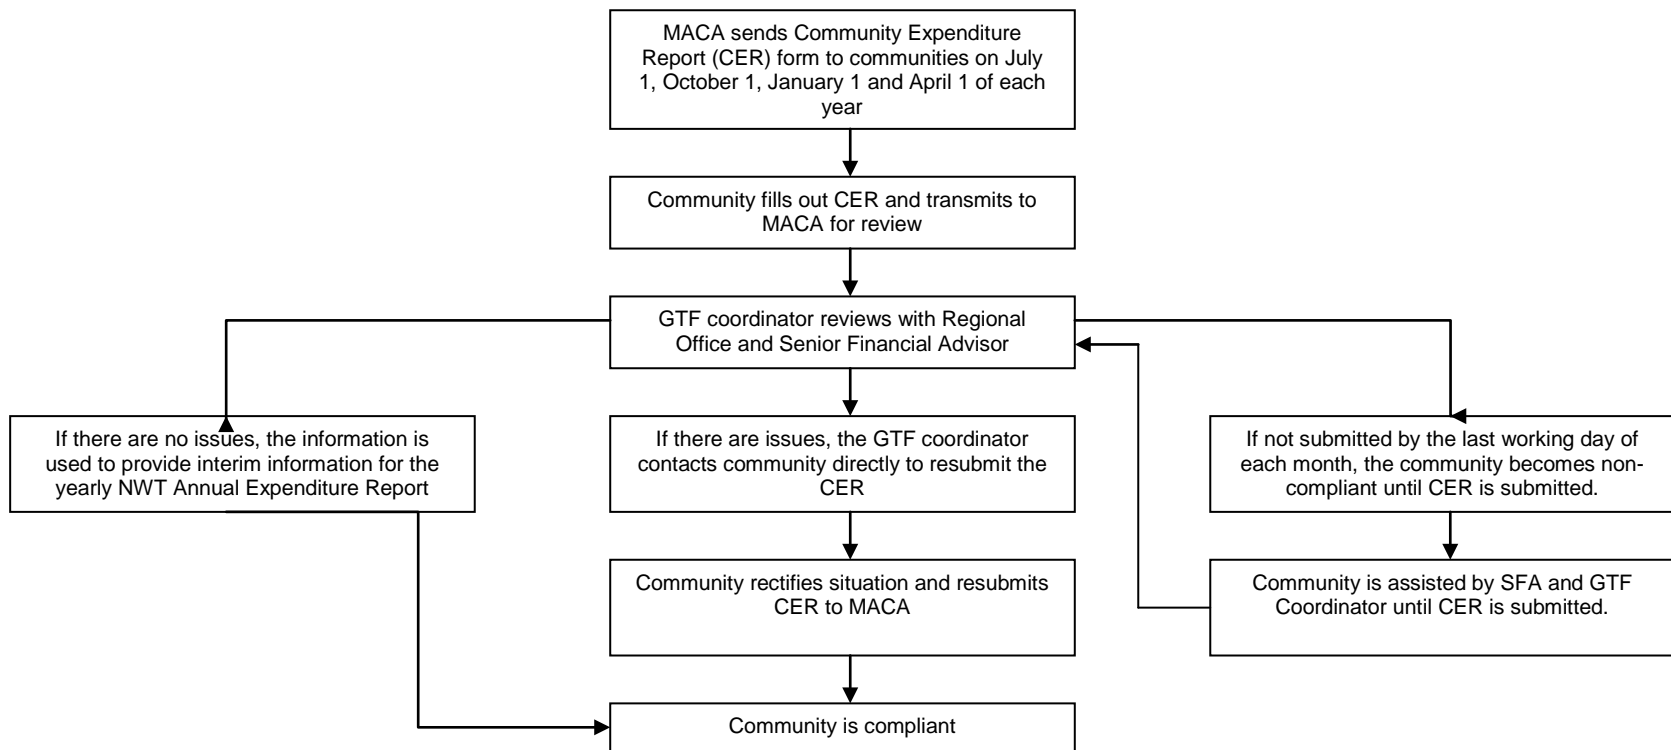 MACA sends Community Expenditure
Report (CER) form to communities on July
1, October 1, January 1 and April 1 of each
year
Community fills out CER and transmits to
MACA for review
GTF coordinator reviews with Regional
Office and Senior Financial Advisor
If there are no issues, the information is
used to provide interim information for the
yearly NWT Annual Expenditure Report
If there are issues, the GTF coordinator
contacts community directly to resubmit the
CER
If not submitted by the last working day of
each month, the community becomes non-
compliant until CER is submitted.
Community rectifies situation and resubmits
CER to MACA
Community is assisted by SFA and GTF
Coordinator until CER is submitted.
Community is compliant